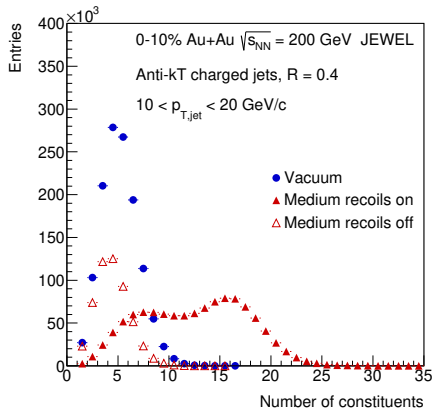 ×10³
400
350
300
250
200
150
100
50
0
Entries
0-10% Au+Au √s_NN = 200 GeV JEWEL
Anti-kT charged jets, R = 0.4
10 < p_T,jet < 20 GeV/c
Vacuum
Medium recoils on
Medium recoils off
0 5 10 15 20 25 30 35
Number of constituents